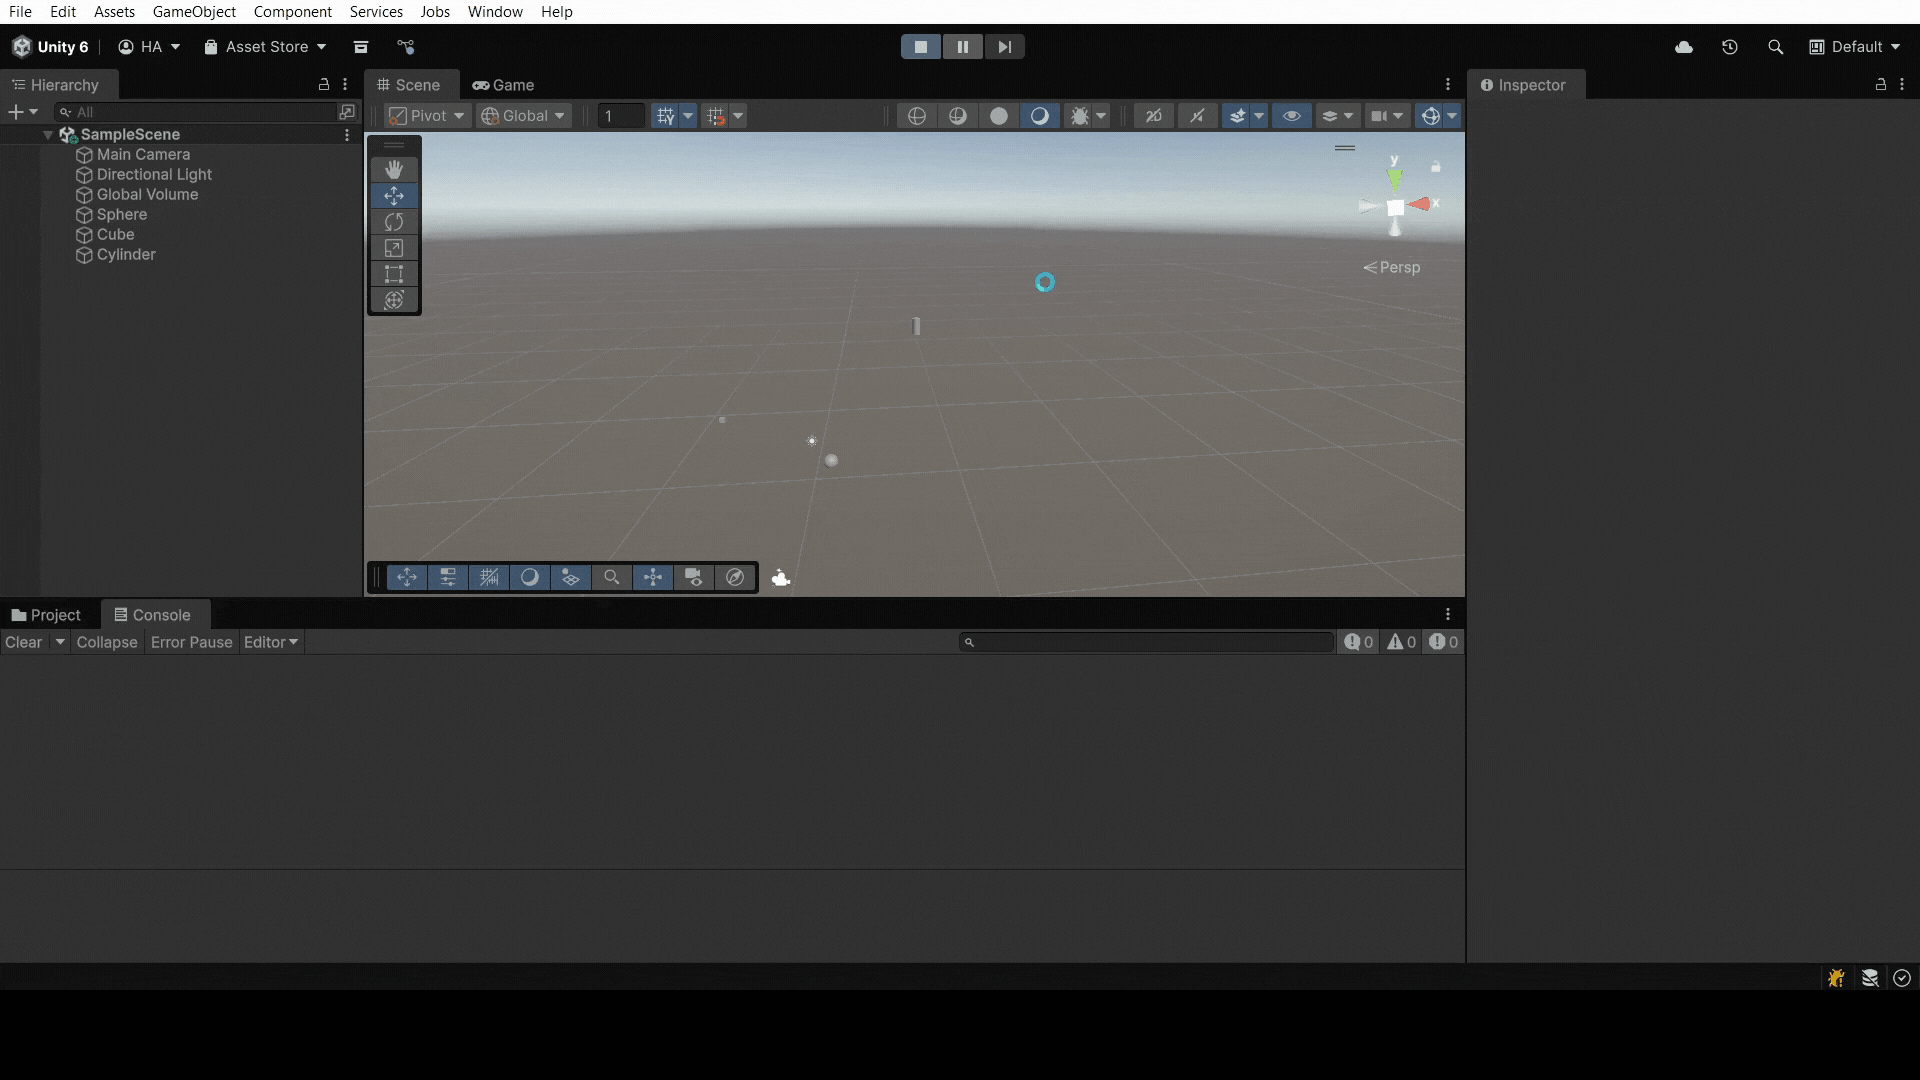 File Edit Assets GameObject Component Services Jobs Window Help
Unity 6 HA Asset Store Default
Hierarchy Scene Game Inspector
All Pivot Global 1 2D
SampleScene
Main Camera
Directional Light
Global Volume
Sphere
Cube
Cylinder
y
x
Persp
Project Console
Clear Collapse Error Pause Editor 0 0 0